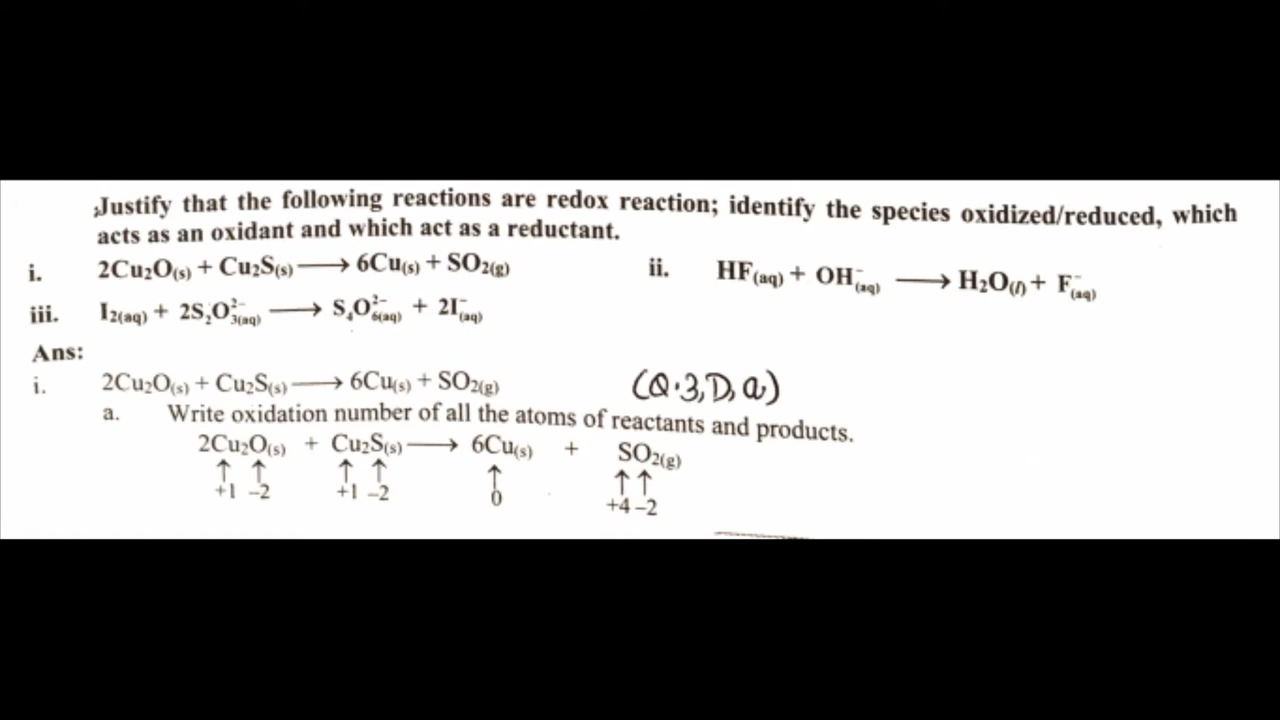 Justify that the following reactions are redox reaction; identify the species oxidized/reduced, which
acts as an oxidant and which act as a reductant.
i. 2Cu₂O(s) + Cu₂S(s) ⟶ 6Cu(s) + SO₂(g) ii. HF(aq) + OH⁻(aq) ⟶ H₂O(l) + F⁻(aq)
iii. I₂(aq) + 2S₂O₃²⁻(aq) ⟶ S₄O₆²⁻(aq) + 2I⁻(aq)
Ans:
i. 2Cu₂O(s) + Cu₂S(s) ⟶ 6Cu(s) + SO₂(g) (Q.3,D,a)
a. Write oxidation number of all the atoms of reactants and products.
2Cu₂O(s) + Cu₂S(s) ⟶ 6Cu(s) + SO₂(g)
↑ ↑ ↑ ↑ ↑ ↑ ↑
+1 –2 +1 –2 0 +4 –2